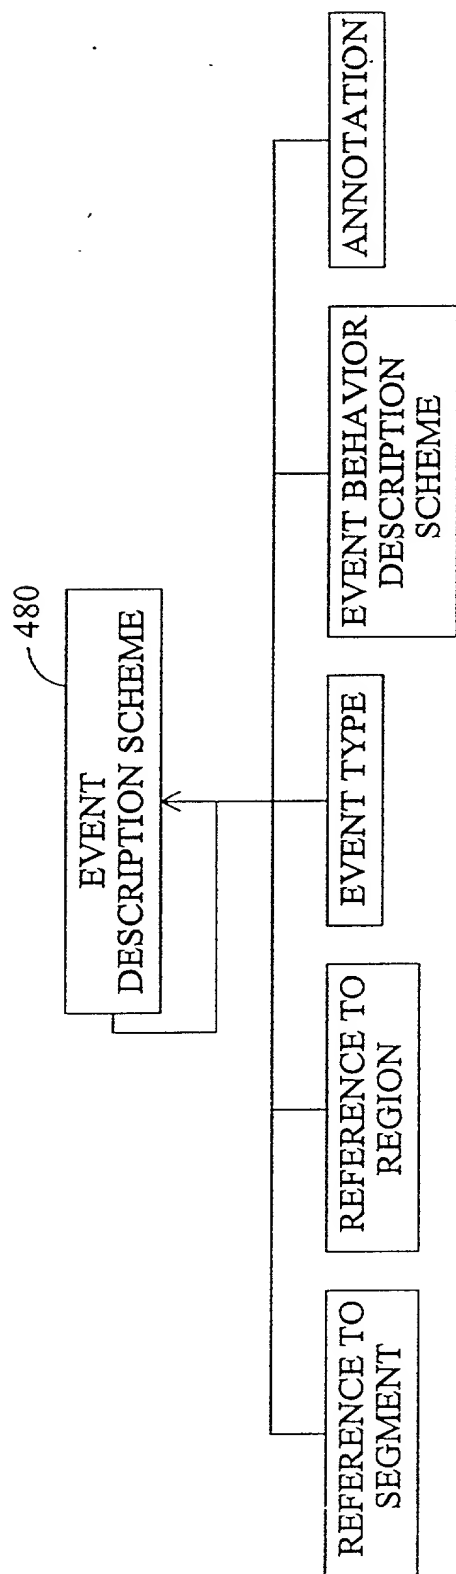 480
EVENT
DESCRIPTION SCHEME
REFERENCE TO
SEGMENT
REFERENCE TO
REGION
EVENT TYPE
EVENT BEHAVIOR
DESCRIPTION
SCHEME
ANNOTATION